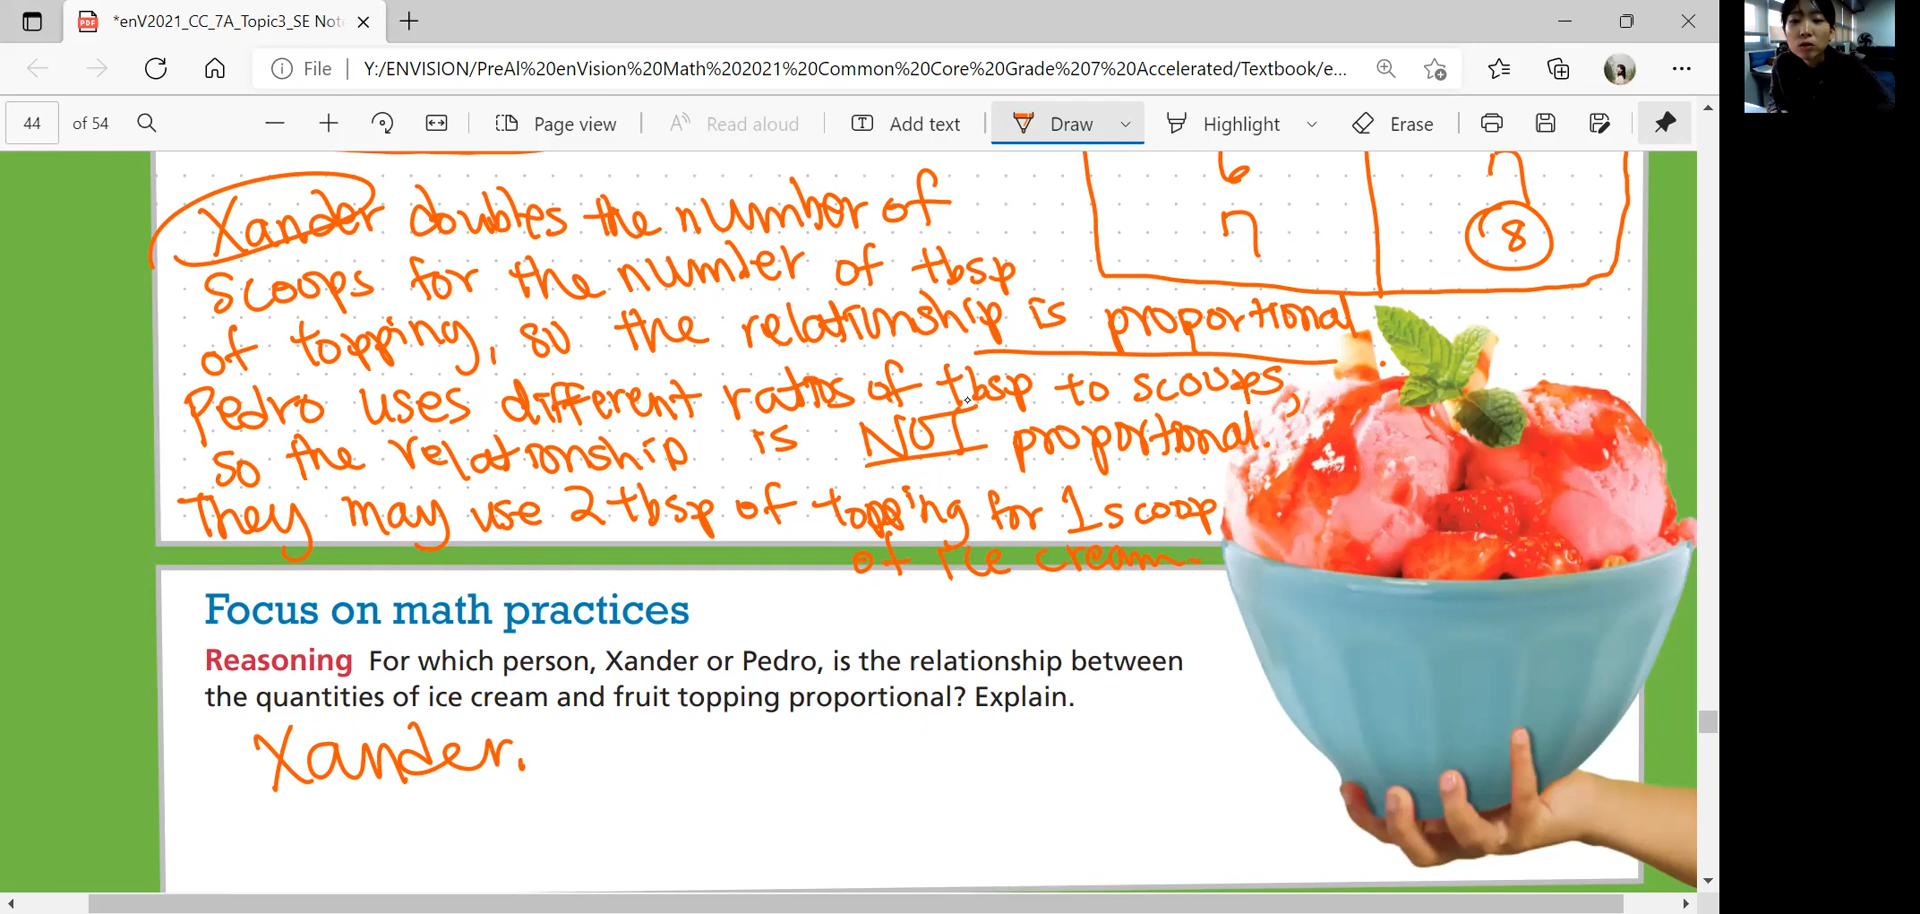 *enV2021_CC_7A_Topic3_SE Not
File Y:/ENVISION/PreAl%20enVision%20Math%202021%20Common%20Core%20Grade%207%20Accelerated/Textbook/e...
44 of 54 Page view Read aloud Add text Draw Highlight Erase
6 7
7 8
Xander doubles the number of
scoops for the number of tbsp
of topping, so the relationship is proportional.
Pedro uses different ratios of tbsp to scoops,
so the relationship is NOT proportional.
They may use 2 tbsp of topping for 1 scoop
of ice cream.
Focus on math practices
Reasoning For which person, Xander or Pedro, is the relationship between
the quantities of ice cream and fruit topping proportional? Explain.
Xander.